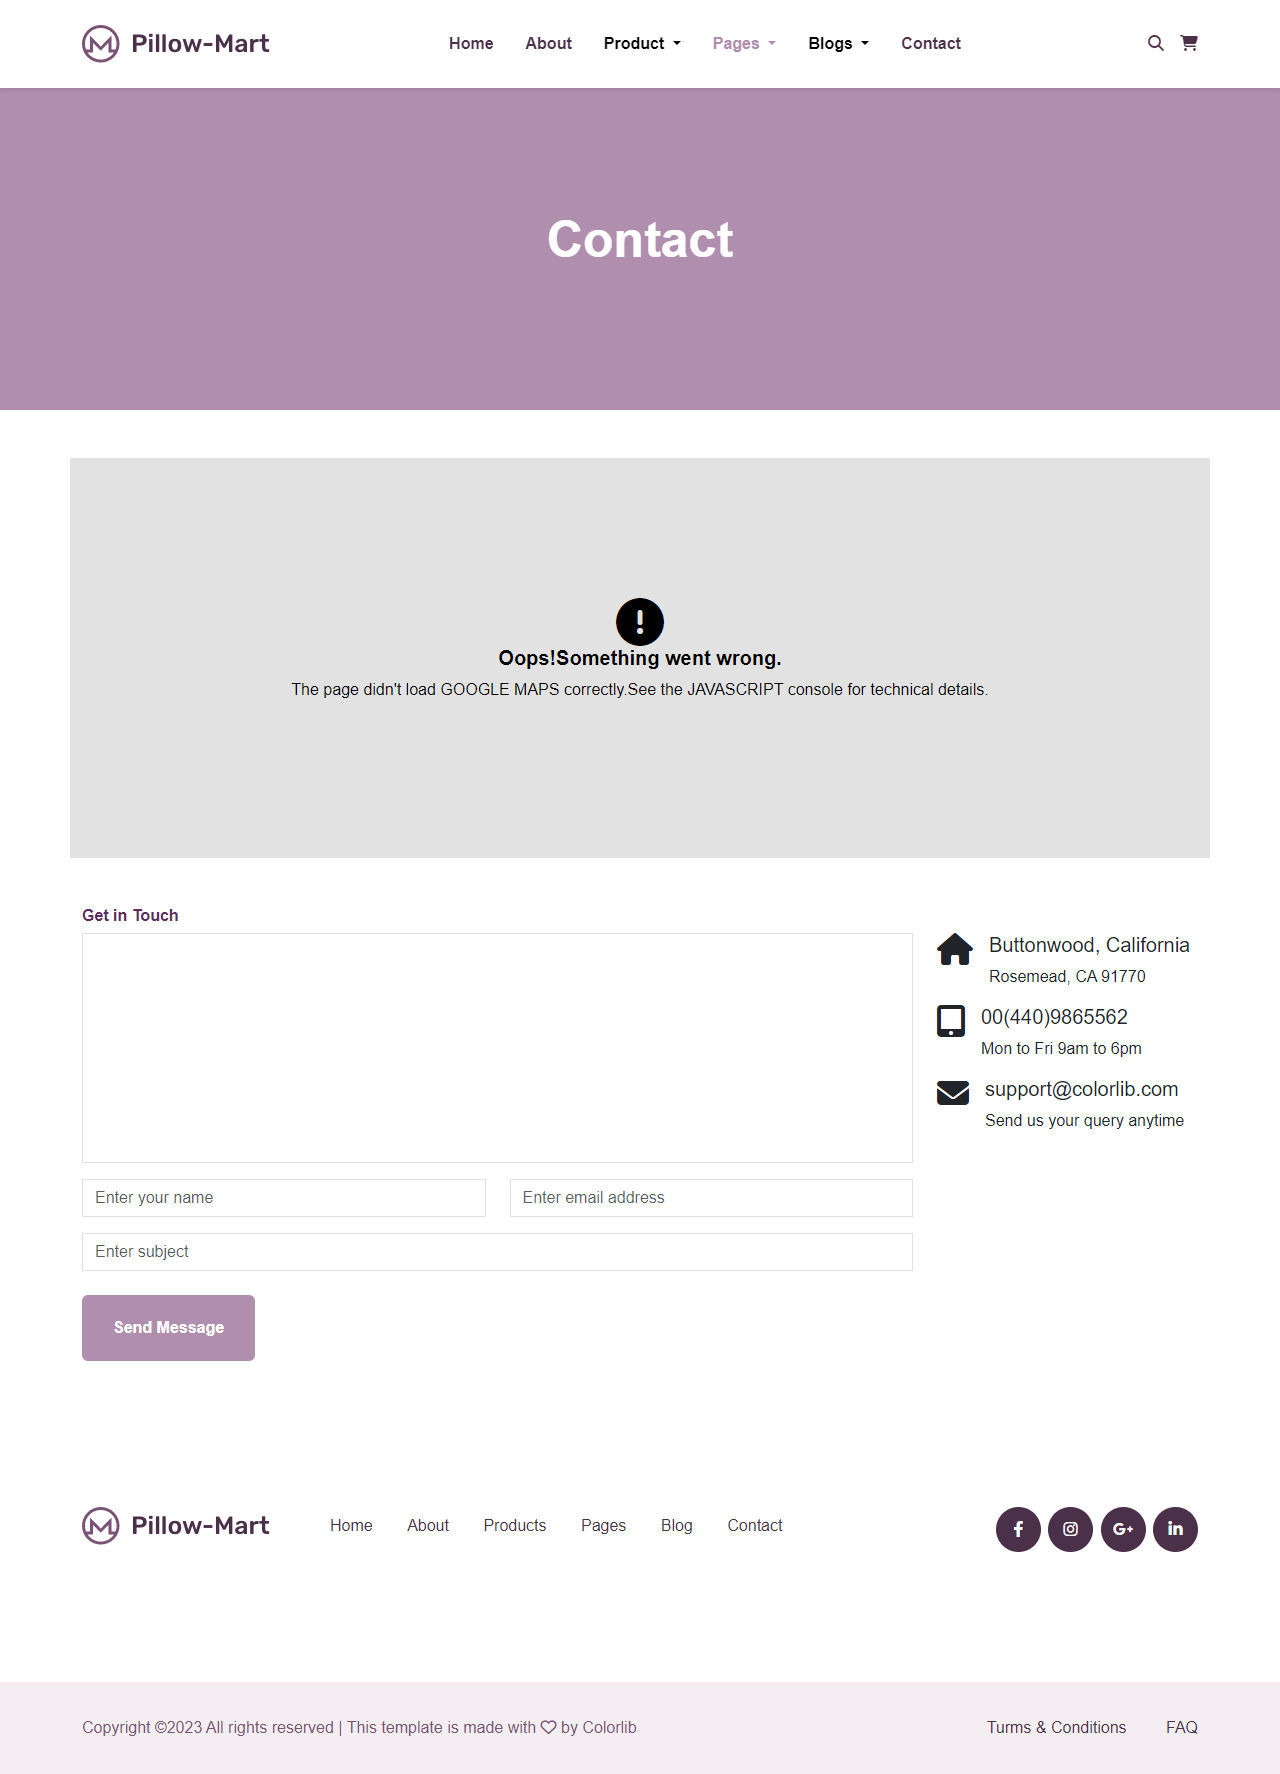 Pillow-Mart
Home About Product Pages Blogs Contact
Contact
Oops!Something went wrong.
The page didn't load GOOGLE MAPS correctly.See the JAVASCRIPT console for technical details.
Get in Touch
Buttonwood, California
Rosemead, CA 91770
00(440)9865562
Mon to Fri 9am to 6pm
support@colorlib.com
Send us your query anytime
Enter your name
Enter email address
Enter subject
Send Message
Pillow-Mart
Home About Products Pages Blog Contact
Copyright ©2023 All rights reserved | This template is made with ♡ by Colorlib
Turms & Conditions FAQ